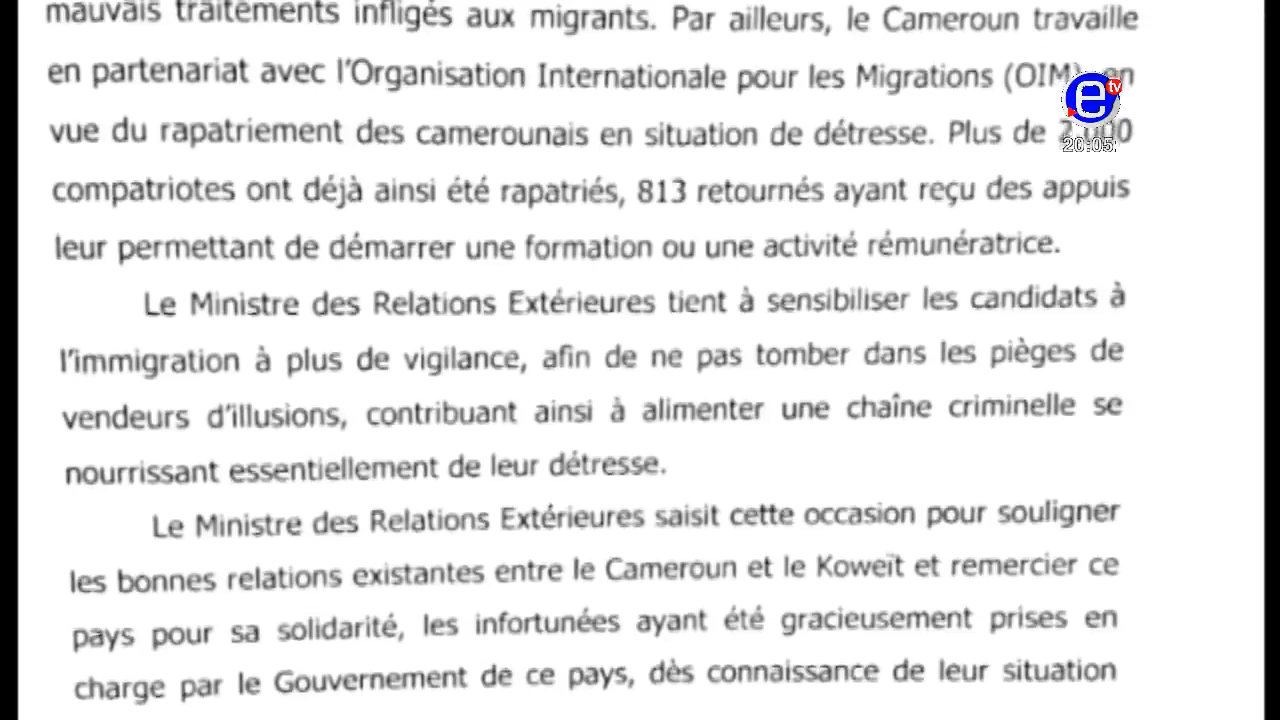 mauvais traitements infligés aux migrants. Par ailleurs, le Cameroun travaille
en partenariat avec l'Organisation Internationale pour les Migrations (OIM), en
vue du rapatriement des camerounais en situation de détresse. Plus de 2.000
compatriotes ont déjà ainsi été rapatriés, 813 retournés ayant reçu des appuis
leur permettant de démarrer une formation ou une activité rémunératrice.
Le Ministre des Relations Extérieures tient à sensibiliser les candidats à
l'immigration à plus de vigilance, afin de ne pas tomber dans les pièges de
vendeurs d'illusions, contribuant ainsi à alimenter une chaîne criminelle se
nourrissant essentiellement de leur détresse.
Le Ministre des Relations Extérieures saisit cette occasion pour souligner
les bonnes relations existantes entre le Cameroun et le Koweït et remercier ce
pays pour sa solidarité, les infortunées ayant été gracieusement prises en
charge par le Gouvernement de ce pays, dès connaissance de leur situation
e tv
20:05